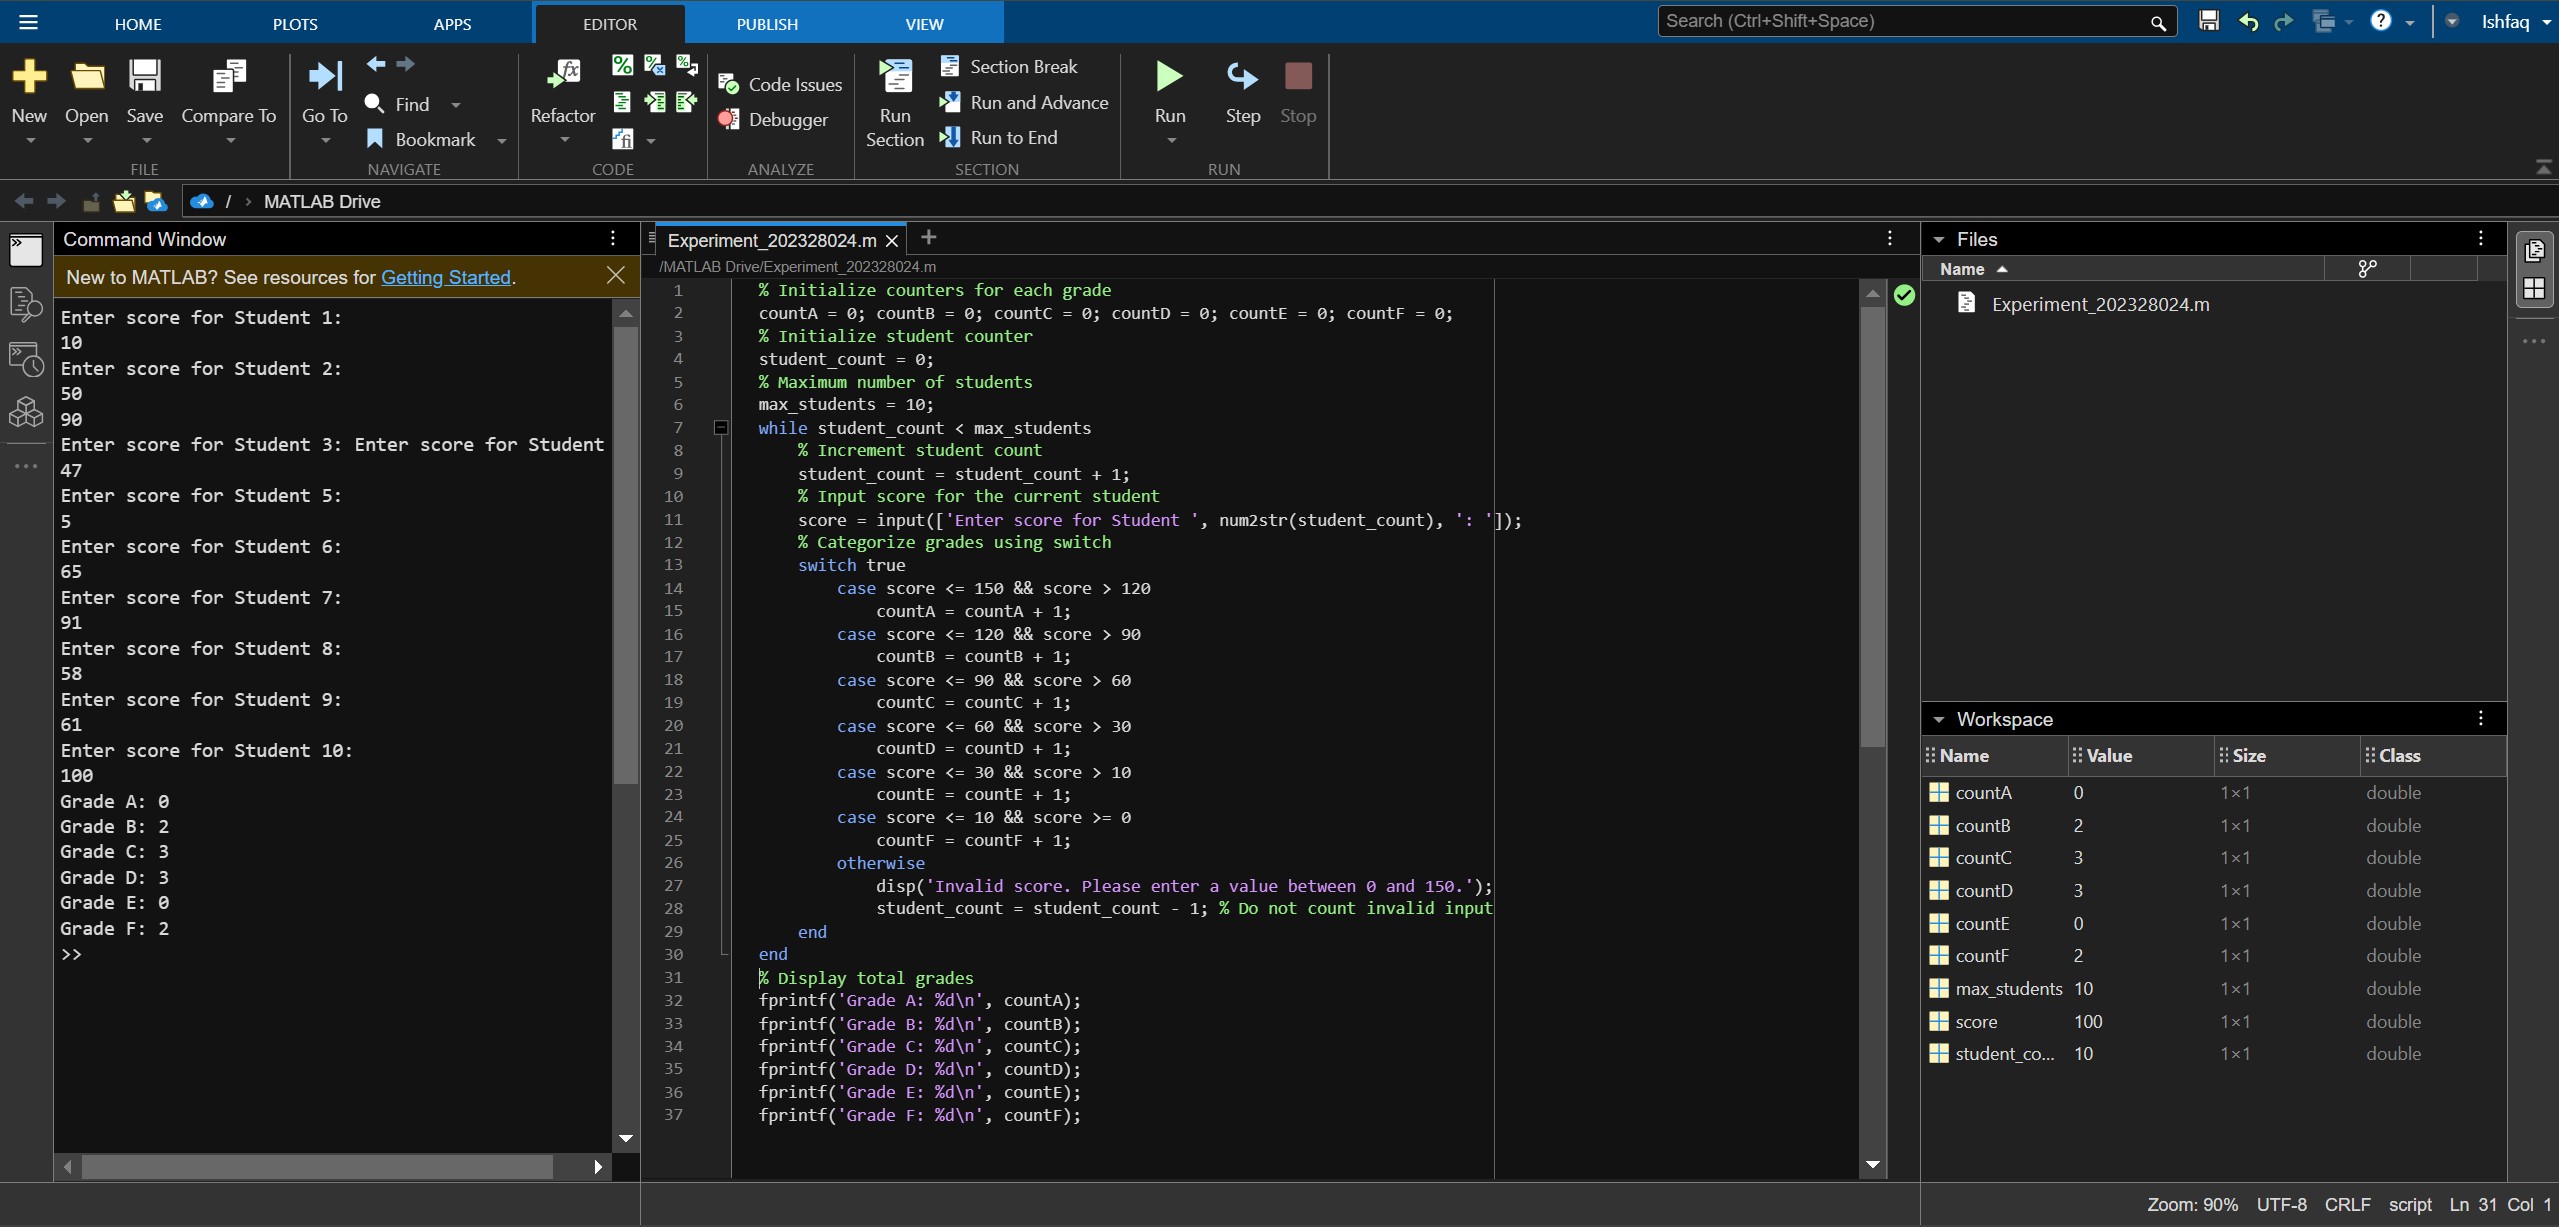 HOME
PLOTS
APPS
EDITOR
PUBLISH
VIEW
Search (Ctrl+Shift+Space)
Ishfaq
New
Open
Save
Compare To
FILE
Go To
Find
Bookmark
NAVIGATE
Refactor
CODE
Code Issues
Debugger
ANALYZE
Run Section
Section Break
Run and Advance
Run to End
SECTION
Run
Step
Stop
RUN
/ › MATLAB Drive
Command Window
New to MATLAB? See resources for Getting Started.
Enter score for Student 1:
10
Enter score for Student 2:
50
90
Enter score for Student 3: Enter score for Student
47
Enter score for Student 5:
5
Enter score for Student 6:
65
Enter score for Student 7:
91
Enter score for Student 8:
58
Enter score for Student 9:
61
Enter score for Student 10:
100
Grade A: 0
Grade B: 2
Grade C: 3
Grade D: 3
Grade E: 0
Grade F: 2
>>
Experiment_202328024.m
/MATLAB Drive/Experiment_202328024.m
1 % Initialize counters for each grade
2 countA = 0; countB = 0; countC = 0; countD = 0; countE = 0; countF = 0;
3 % Initialize student counter
4 student_count = 0;
5 % Maximum number of students
6 max_students = 10;
7 while student_count < max_students
8 % Increment student count
9 student_count = student_count + 1;
10 % Input score for the current student
11 score = input(['Enter score for Student ', num2str(student_count), ': ']);
12 % Categorize grades using switch
13 switch true
14 case score <= 150 && score > 120
15 countA = countA + 1;
16 case score <= 120 && score > 90
17 countB = countB + 1;
18 case score <= 90 && score > 60
19 countC = countC + 1;
20 case score <= 60 && score > 30
21 countD = countD + 1;
22 case score <= 30 && score > 10
23 countE = countE + 1;
24 case score <= 10 && score >= 0
25 countF = countF + 1;
26 otherwise
27 disp('Invalid score. Please enter a value between 0 and 150.');
28 student_count = student_count - 1; % Do not count invalid input
29 end
30 end
31 % Display total grades
32 fprintf('Grade A: %d\n', countA);
33 fprintf('Grade B: %d\n', countB);
34 fprintf('Grade C: %d\n', countC);
35 fprintf('Grade D: %d\n', countD);
36 fprintf('Grade E: %d\n', countE);
37 fprintf('Grade F: %d\n', countF);
Files
Name
Experiment_202328024.m
Workspace
Name Value Size Class
countA 0 1×1 double
countB 2 1×1 double
countC 3 1×1 double
countD 3 1×1 double
countE 0 1×1 double
countF 2 1×1 double
max_students 10 1×1 double
score 100 1×1 double
student_co... 10 1×1 double
Zoom: 90% UTF-8 CRLF script Ln 31 Col 1